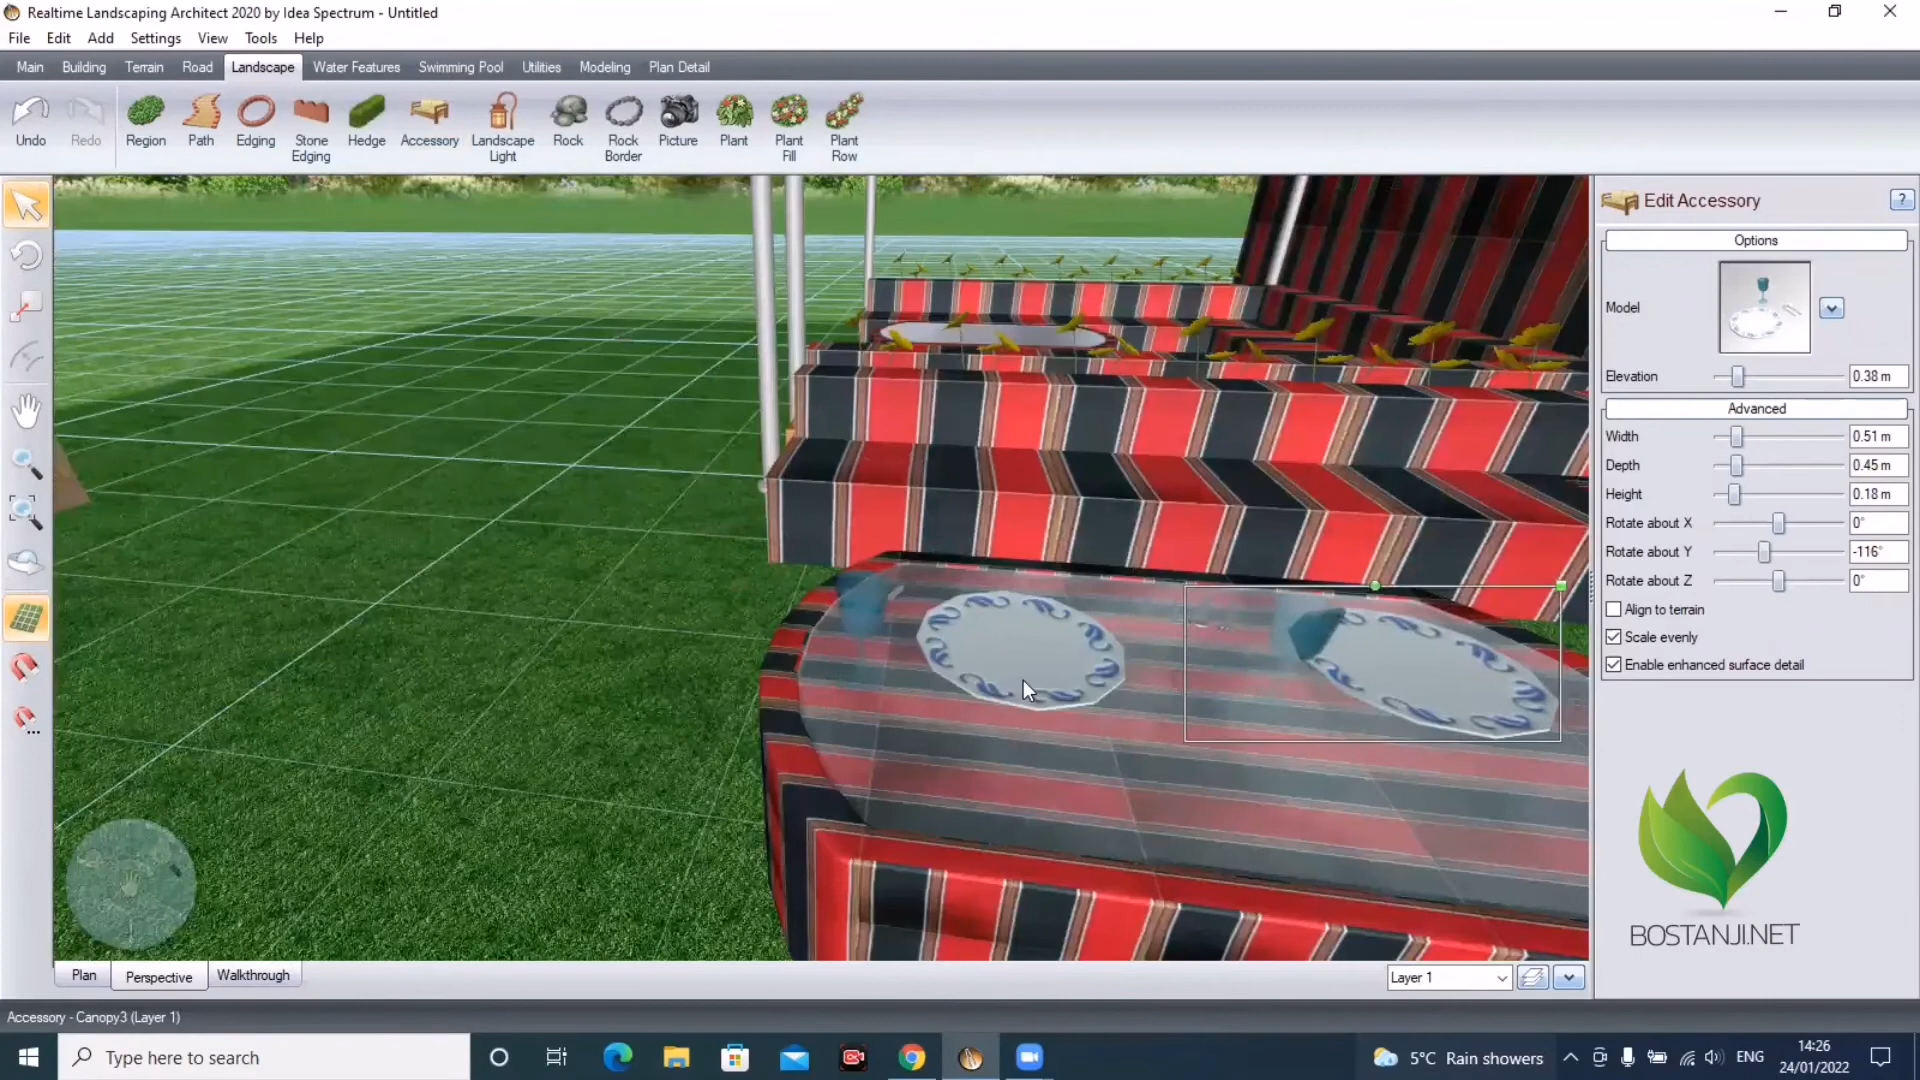 Realtime Landscaping Architect 2020 by Idea Spectrum - Untitled
File Edit Add Settings View Tools Help
Main Building Terrain Road Landscape Water Features Swimming Pool Utilities Modeling Plan Detail
Undo Redo Region Path Edging Stone Edging Hedge Accessory Landscape Light Rock Rock Border Picture Plant Plant Fill Plant Row
Edit Accessory ?
Options
Model
Elevation 0.38 m
Advanced
Width 0.51 m
Depth 0.45 m
Height 0.18 m
Rotate about X 0°
Rotate about Y -116°
Rotate about Z 0°
Align to terrain
Scale evenly
Enable enhanced surface detail
BOSTANJI.NET
Plan Perspective Walkthrough
Layer 1
Accessory - Canopy3 (Layer 1)
Type here to search
5°C Rain showers ENG
14:26
24/01/2022